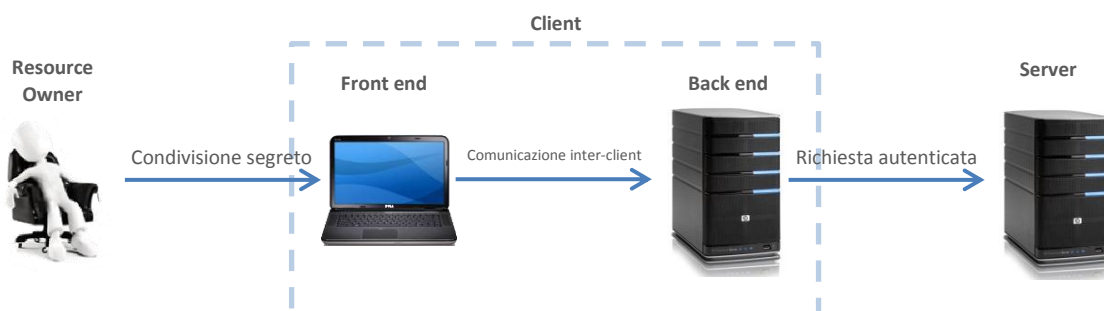 Client
Resource
Owner
Front end
Back end
Server
Condivisione segreto
Comunicazione inter-client
Richiesta autenticata